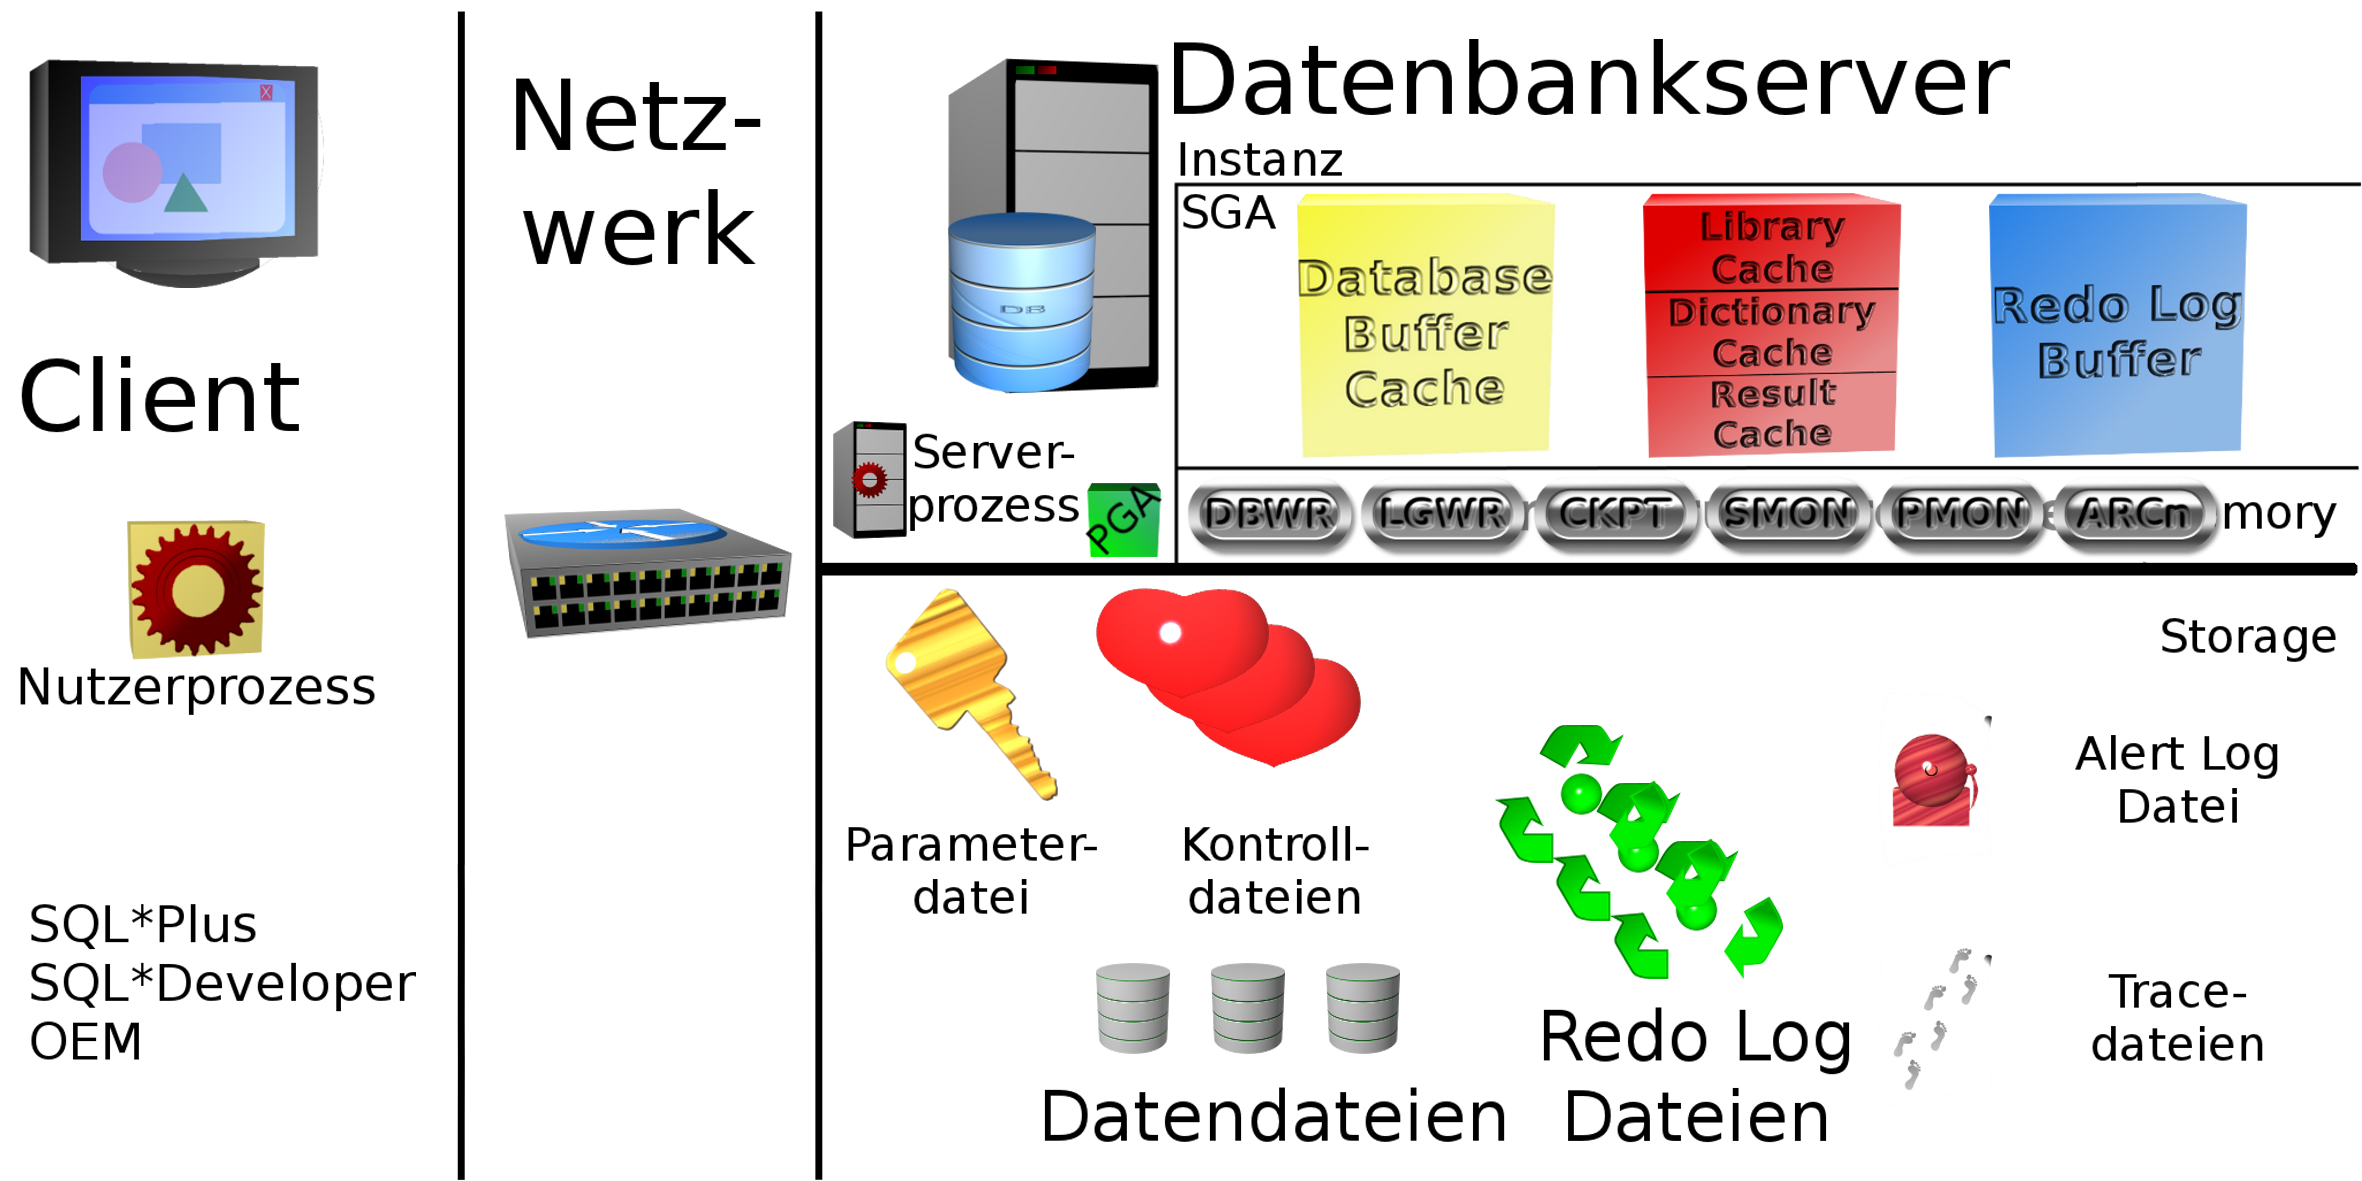 Client
Nutzerprozess
SQL*Plus
SQL*Developer
OEM
Netz-
werk
Datenbankserver
DB
Instanz
SGA
Database
Buffer
Cache
Library
Cache
Dictionary
Cache
Result
Cache
Redo Log
Buffer
Server-
prozess
PGA
DBWR
LGWR
CKPT
SMON
PMON
ARCn
mory
Storage
Parameter-
datei
Kontroll-
dateien
Datendateien
Redo Log
Dateien
Alert Log
Datei
Trace-
dateien